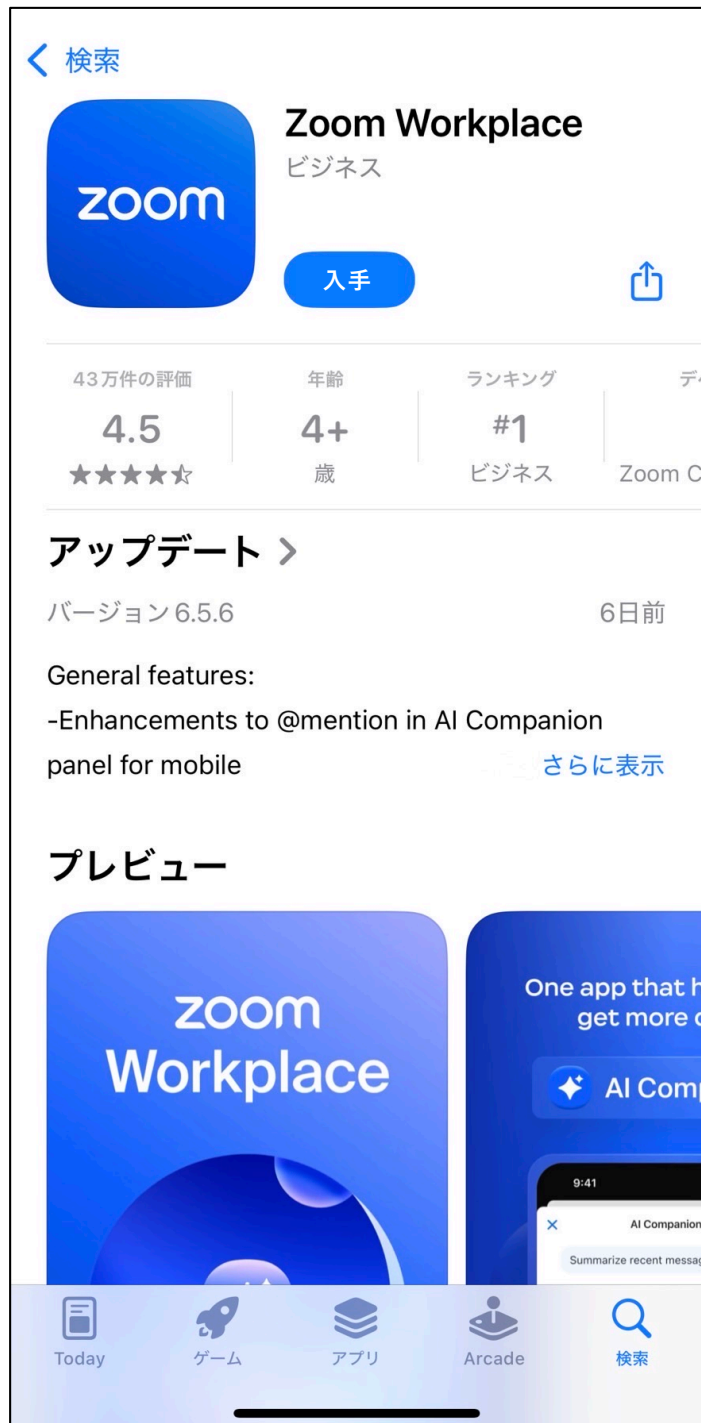 検索
zoom
Zoom Workplace
ビジネス
入手
43万件の評価
年齢
ランキング
4.5
4+
#1
歳
ビジネス
Zoom C
アップデート
バージョン 6.5.6
6日前
General features:
-Enhancements to @mention in AI Companion
panel for mobile
さらに表示
プレビュー
zoom
Workplace
One app that h
get more
AI Com
9:41
AI Companion
Summarize recent messag
Today
ゲーム
アプリ
Arcade
検索